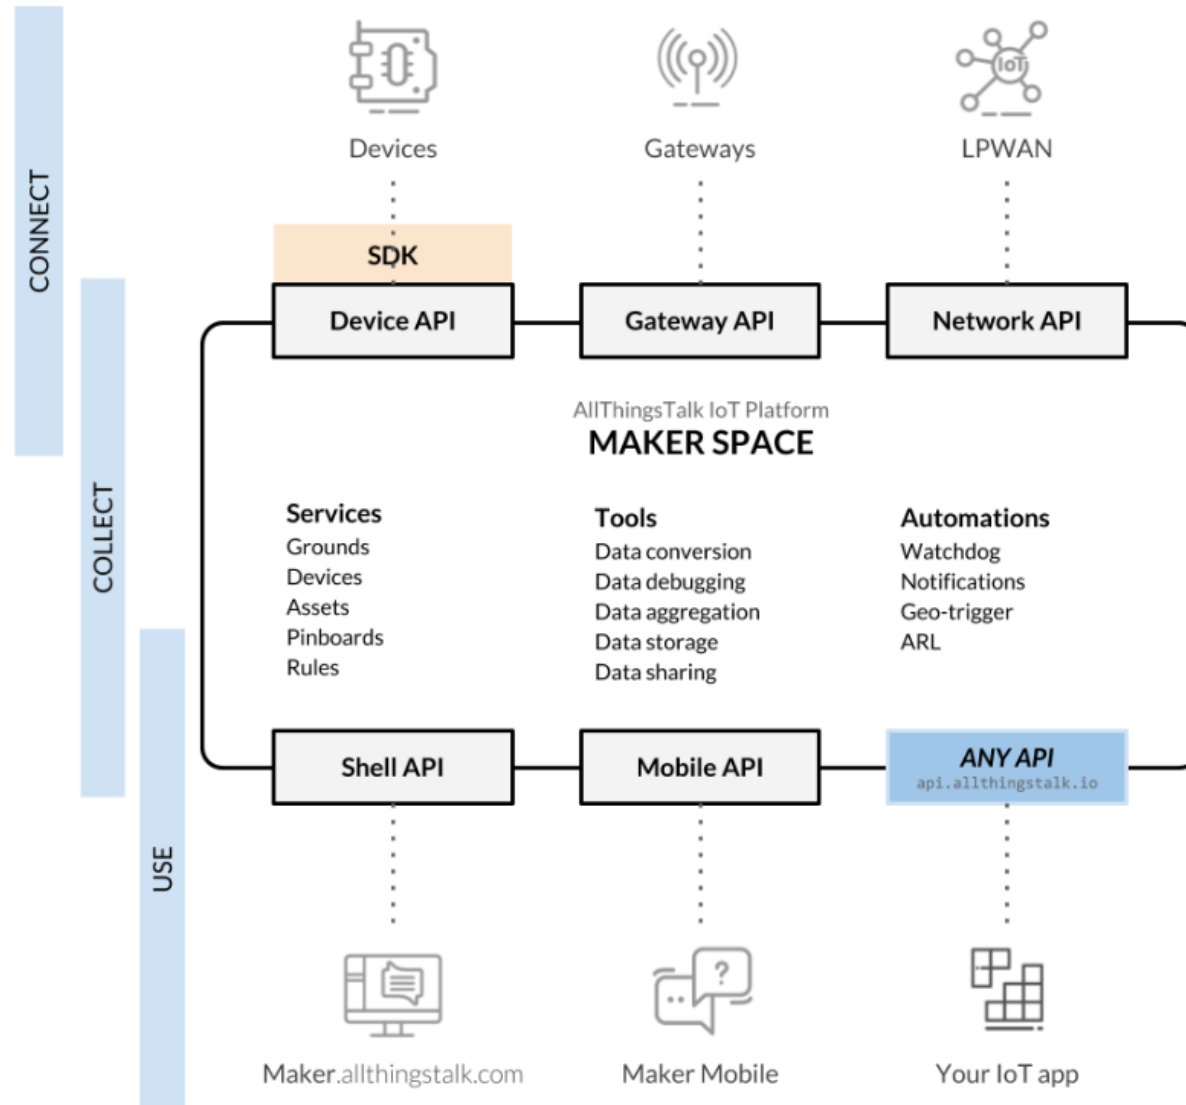 IoT
Devices
Gateways
LPWAN
CONNECT
SDK
Device API
Gateway API
Network API
AllThingsTalk IoT Platform
MAKER SPACE
COLLECT
Services
Grounds
Devices
Assets
Pinboards
Rules
Tools
Data conversion
Data debugging
Data aggregation
Data storage
Data sharing
Automations
Watchdog
Notifications
Geo-trigger
ARL
Shell API
Mobile API
ANY API
api.allthingstalk.io
USE
?
Maker.allthingstalk.com
Maker Mobile
Your IoT app